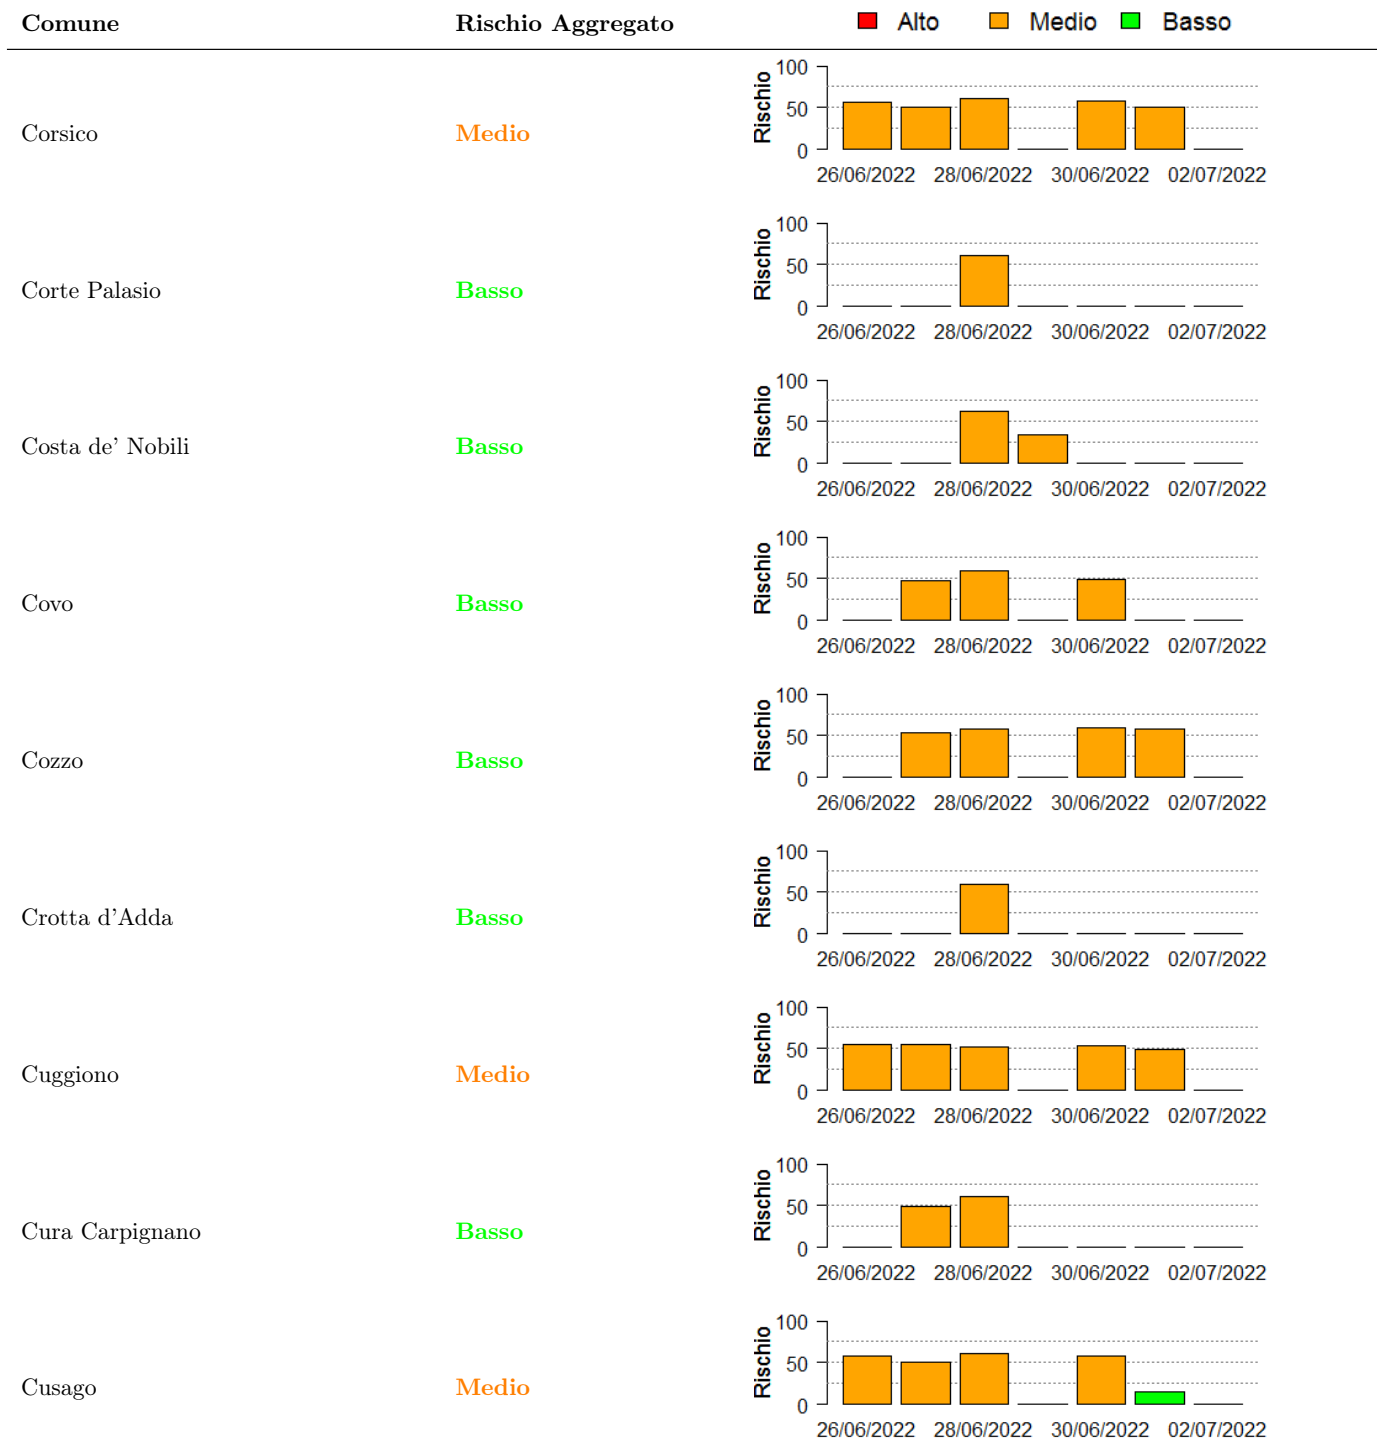 Comune Rischio Aggregato Alto Medio Basso
Corsico Medio
Rischio
100
50
0
26/06/2022 28/06/2022 30/06/2022 02/07/2022
Corte Palasio Basso
Rischio
100
50
0
26/06/2022 28/06/2022 30/06/2022 02/07/2022
Costa de' Nobili Basso
Rischio
100
50
0
26/06/2022 28/06/2022 30/06/2022 02/07/2022
Covo Basso
Rischio
100
50
0
26/06/2022 28/06/2022 30/06/2022 02/07/2022
Cozzo Basso
Rischio
100
50
0
26/06/2022 28/06/2022 30/06/2022 02/07/2022
Crotta d'Adda Basso
Rischio
100
50
0
26/06/2022 28/06/2022 30/06/2022 02/07/2022
Cuggiono Medio
Rischio
100
50
0
26/06/2022 28/06/2022 30/06/2022 02/07/2022
Cura Carpignano Basso
Rischio
100
50
0
26/06/2022 28/06/2022 30/06/2022 02/07/2022
Cusago Medio
Rischio
100
50
0
26/06/2022 28/06/2022 30/06/2022 02/07/2022